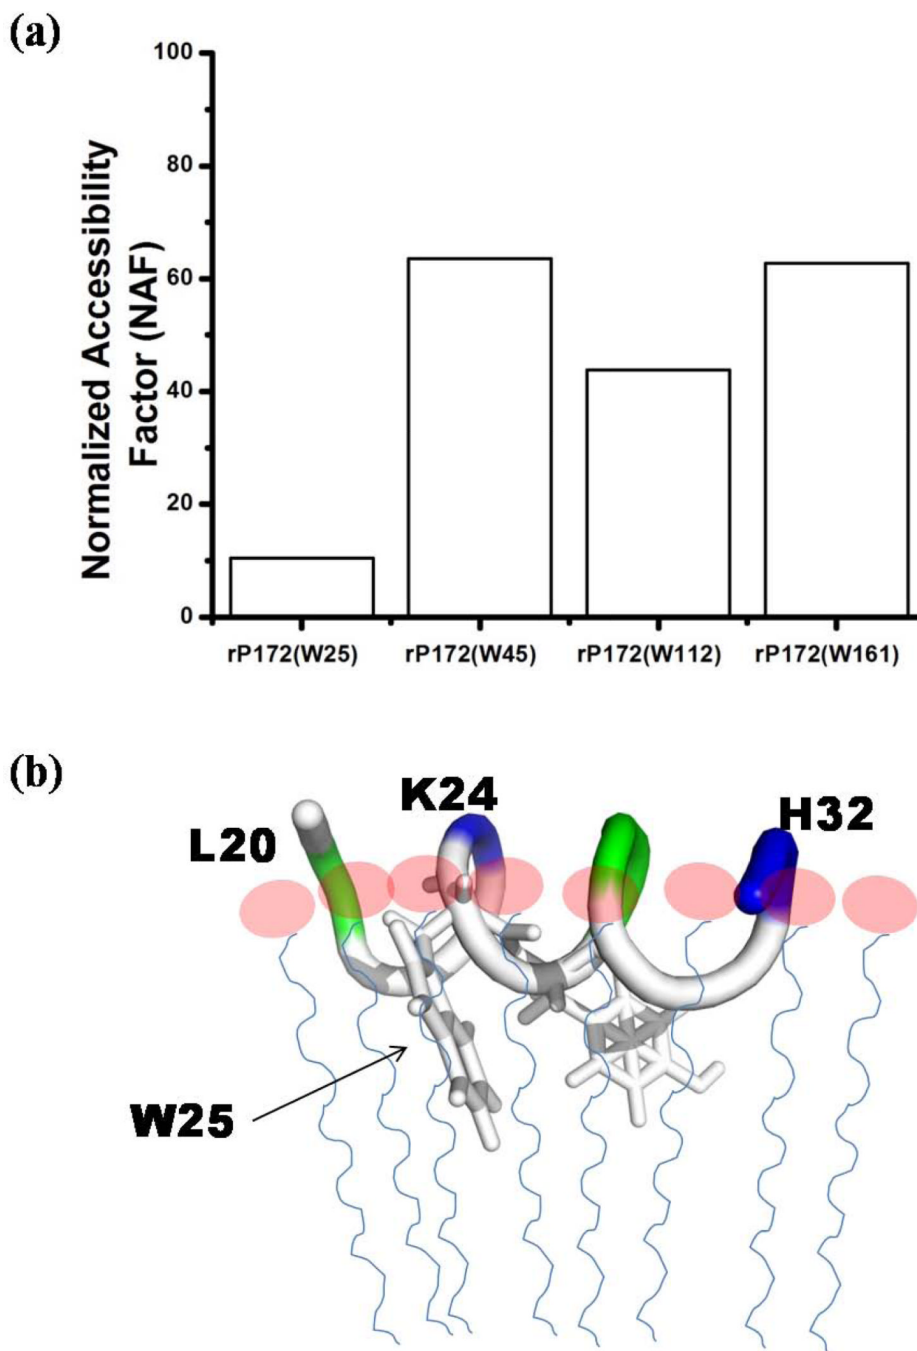 (a)
Normalized Accessibility
Factor (NAF)
100
80
60
40
20
0
rP172(W25) rP172(W45) rP172(W112) rP172(W161)
(b)
L20 K24 H32
W25